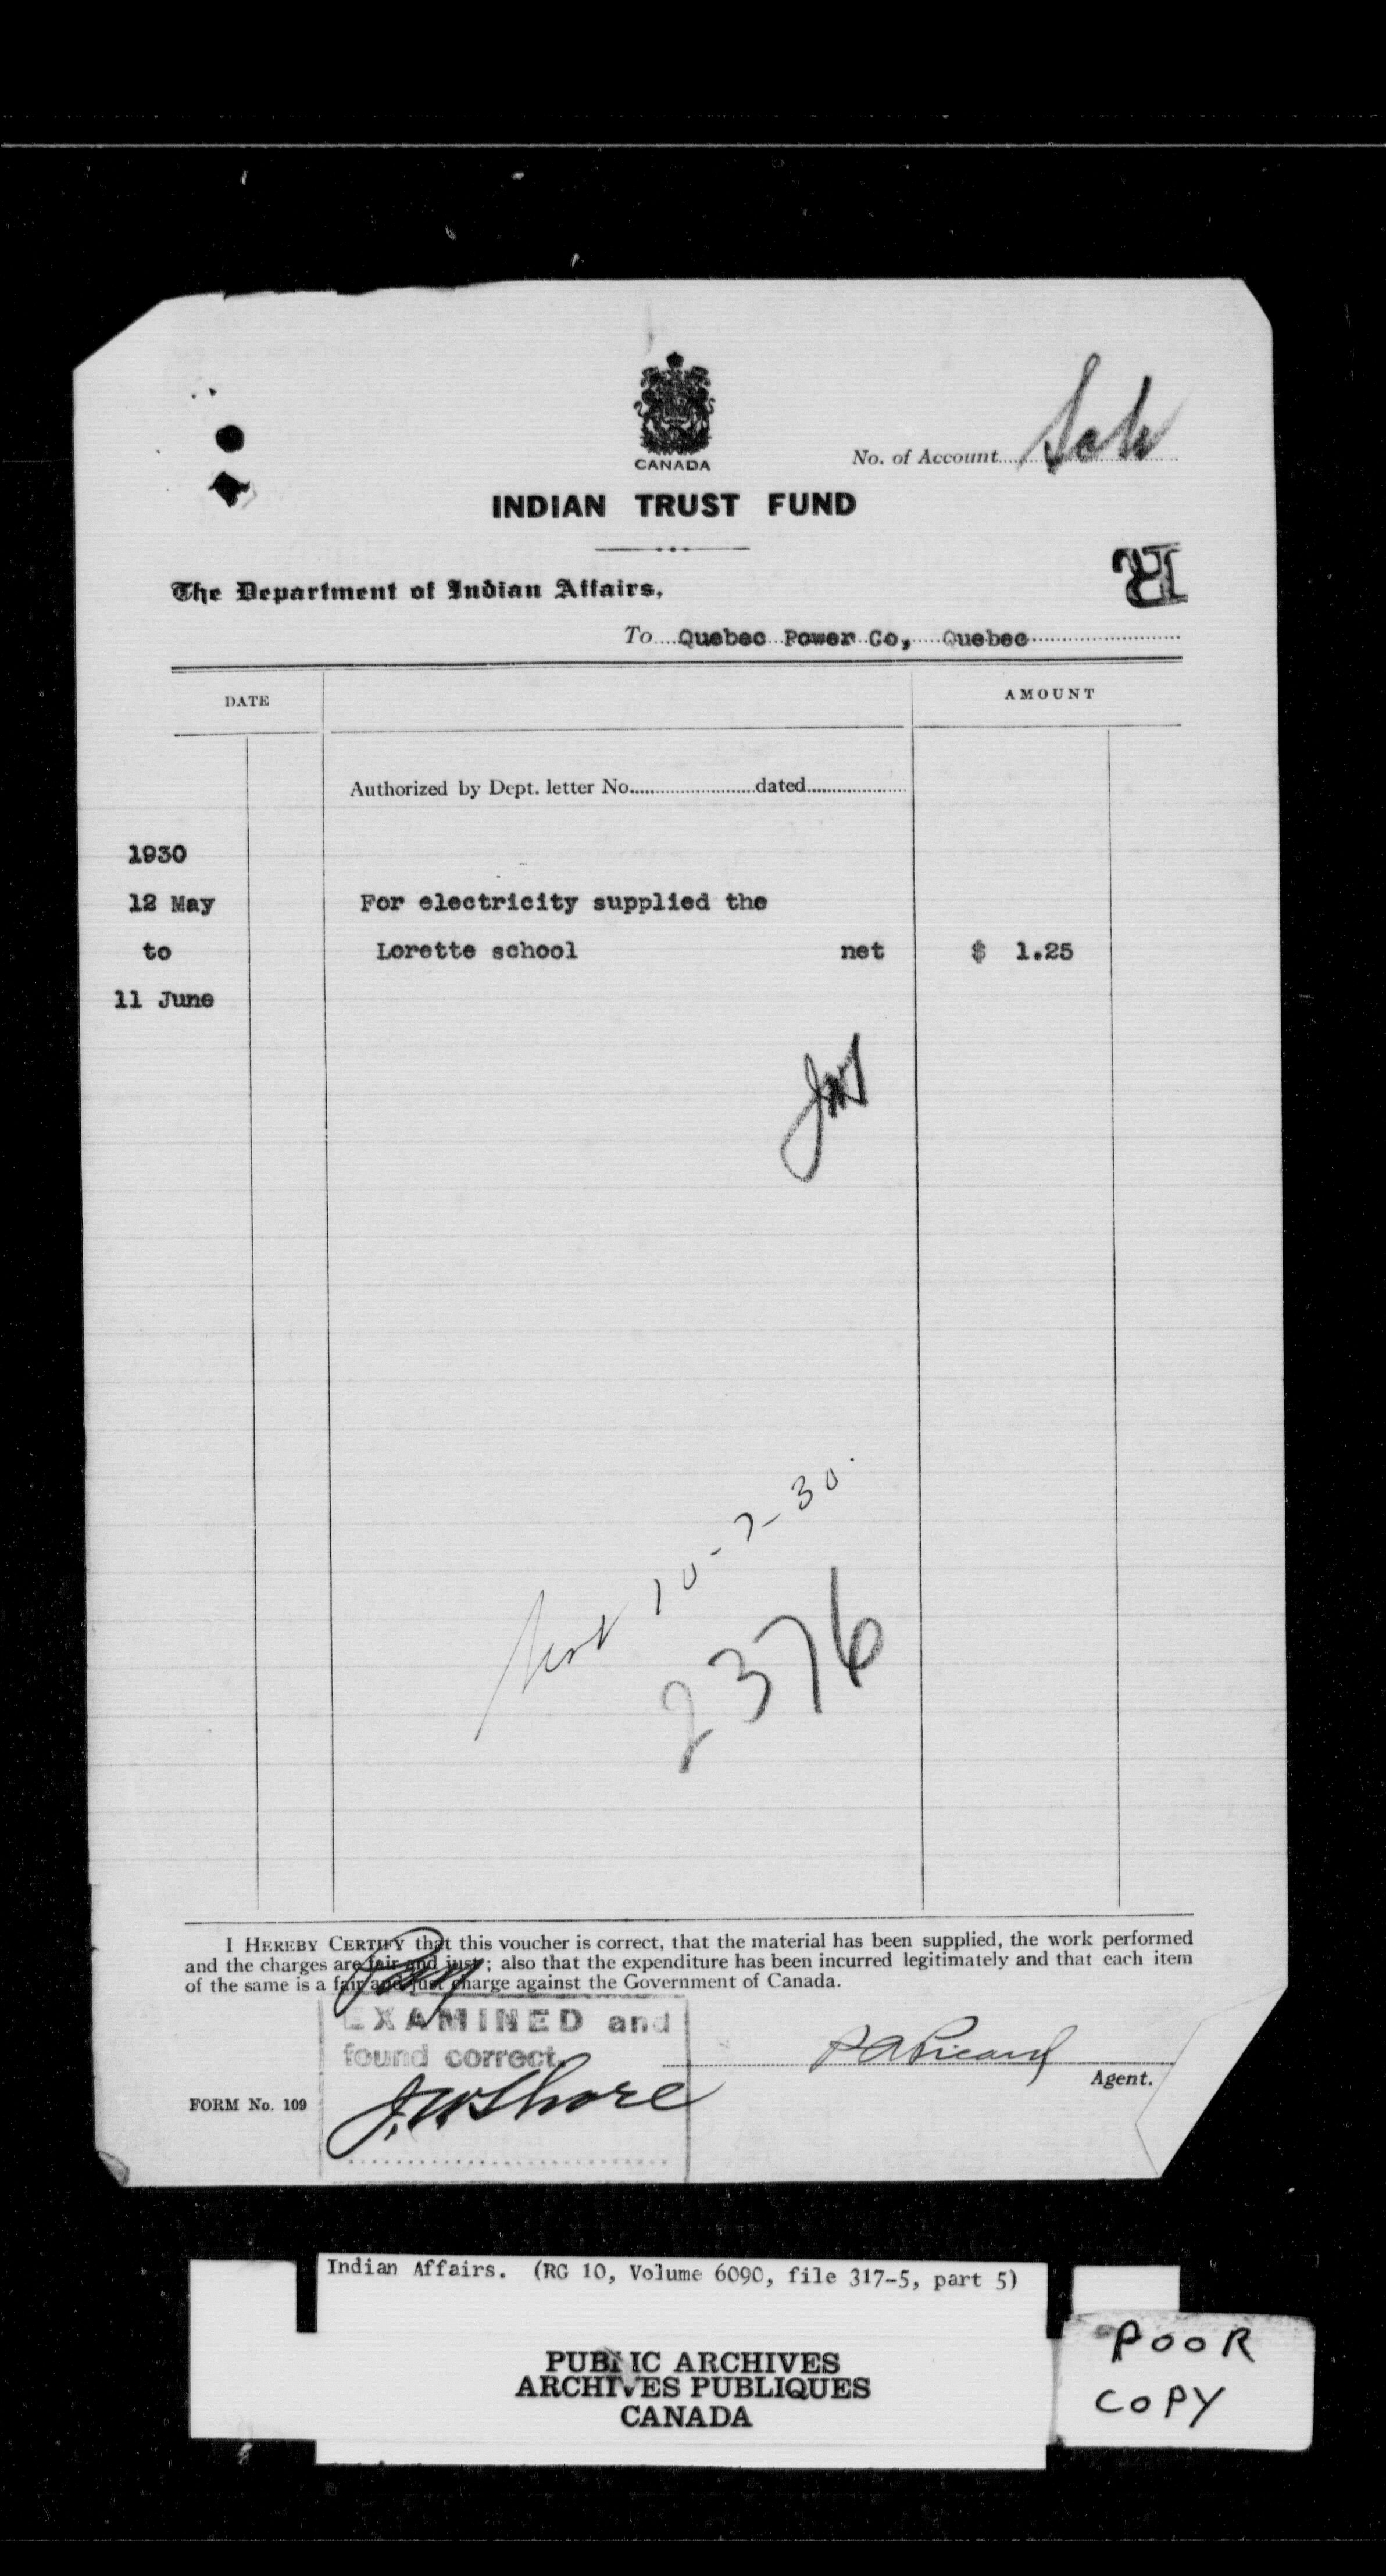 CANADA
No. of Account
INDIAN TRUST FUND
R
The Department of Indian Affairs,
To Quebec Power Co, Quebec
DATE AMOUNT
Authorized by Dept. letter No. dated
1930
12 May For electricity supplied the
to Lorette school net $ 1.25
11 June
10-7-30.
2376
I HEREBY CERTIFY that this voucher is correct, that the material has been supplied, the work performed
and the charges are fair and just; also that the expenditure has been incurred legitimately and that each item
of the same is a fair and just charge against the Government of Canada.
EXAMINED and
found correct.
Agent.
FORM No. 109
J.W.Shore
Indian Affairs. (RG 10, Volume 6090, file 317-5, part 5)
PUBLIC ARCHIVES
ARCHIVES PUBLIQUES
CANADA
POOR
COPY